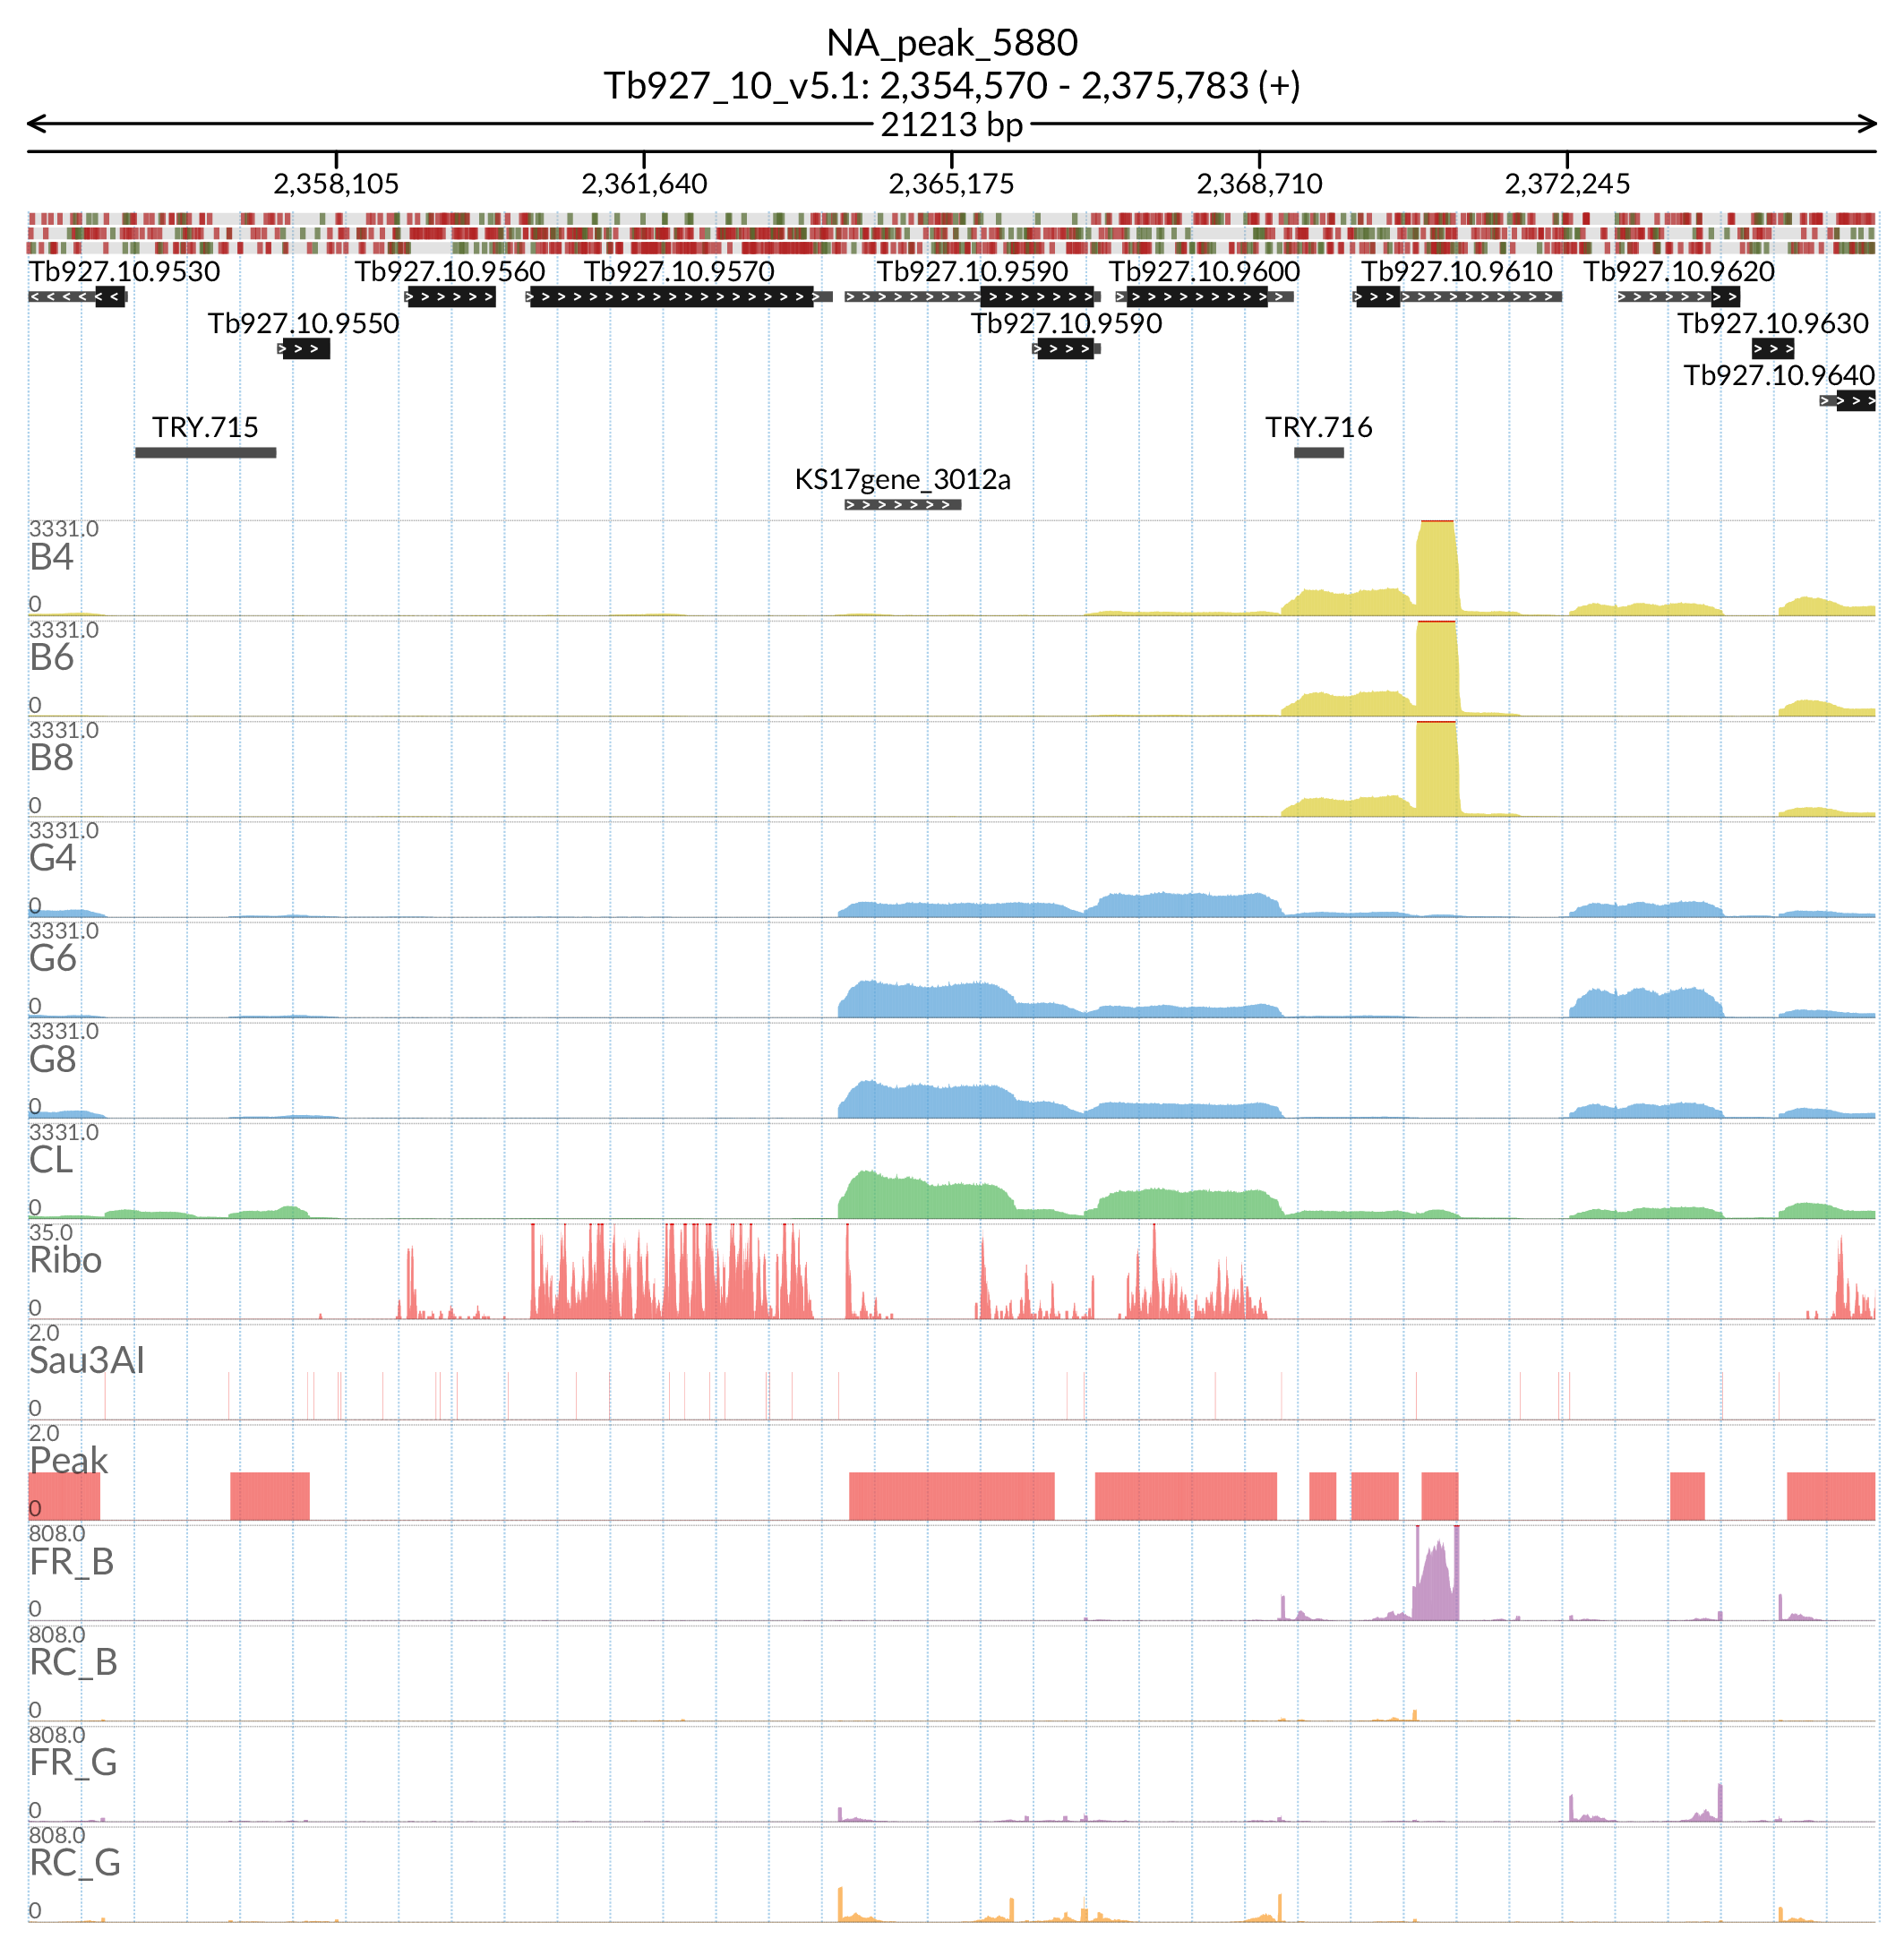 NA_peak_5880
Tb927_10_v5.1: 2,354,570 - 2,375,783 (+)
21213 bp
2,358,105 2,361,640 2,365,175 2,368,710 2,372,245
Tb927.10.9530 Tb927.10.9560 Tb927.10.9570 Tb927.10.9590 Tb927.10.9600 Tb927.10.9610 Tb927.10.9620
Tb927.10.9550 Tb927.10.9590 Tb927.10.9630
Tb927.10.9640
TRY.715 TRY.716
KS17gene_3012a
3331.0
B4
0
3331.0
B6
0
3331.0
B8
0
3331.0
G4
0
3331.0
G6
0
3331.0
G8
0
3331.0
CL
0
35.0
Ribo
0
2.0
Sau3AI
0
2.0
Peak
0
808.0
FR_B
0
808.0
RC_B
0
808.0
FR_G
0
808.0
RC_G
0